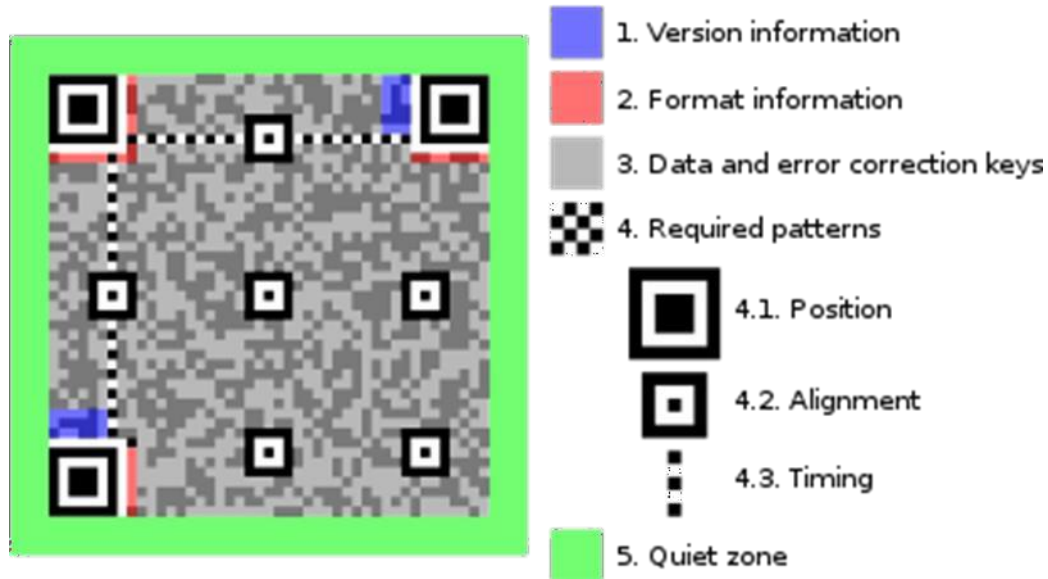 1. Version information
2. Format information
3. Data and error correction keys
4. Required patterns
4.1. Position
4.2. Alignment
4.3. Timing
5. Quiet zone